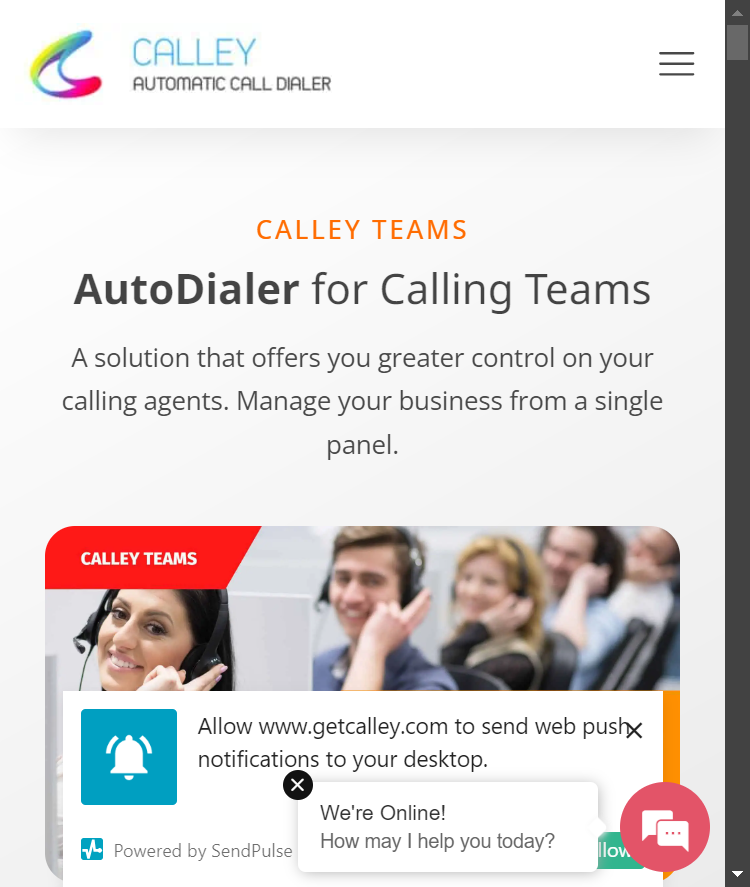 CALLEY
AUTOMATIC CALL DIALER
CALLEY TEAMS
AutoDialer for Calling Teams
A solution that offers you greater control on your
calling agents. Manage your business from a single
panel.
CALLEY TEAMS
Allow www.getcalley.com to send web push
notifications to your desktop.
We're Online!
How may I help you today?
Powered by SendPulse